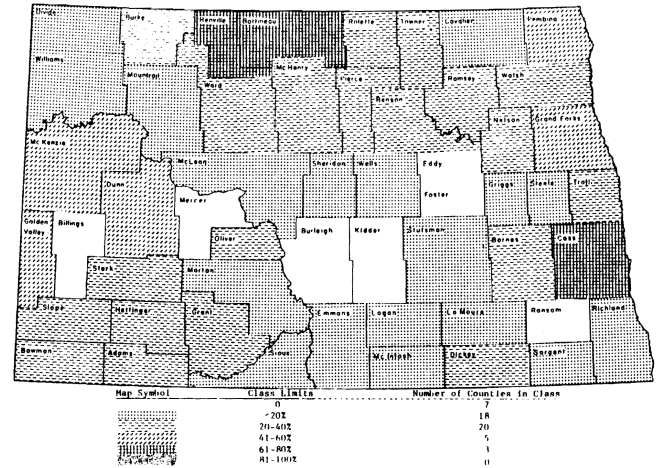 Divide Burke Renville Bottineau Rolette Towner Cavalier Pembina
Williams Mountrail Ward McHenry Pierce Ramsey Walsh
Benson Nelson Grand Forks
McKenzie McLean Sheridan Wells Eddy
Dunn Mercer Foster Griggs Steele Traill
Golden Valley Billings Oliver Burleigh Kidder Stutsman Barnes Cass
Stark Morton
Slope Hettinger Grant Emmons Logan La Moure Ransom Richland
Bowman Adams Sioux McIntosh Dickey Sargent
Map Symbol Class Limits Number of Counties in Class
0 7
-20% 18
20-40% 20
41-60% 5
61-80% 3
81-100% 0